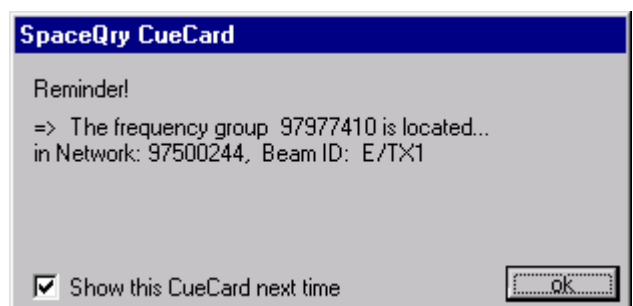 SpaceQry CueCard
Reminder!
=> The frequency group 97977410 is located...
in Network: 97500244, Beam ID: E/TX1
Show this CueCard next time
ok